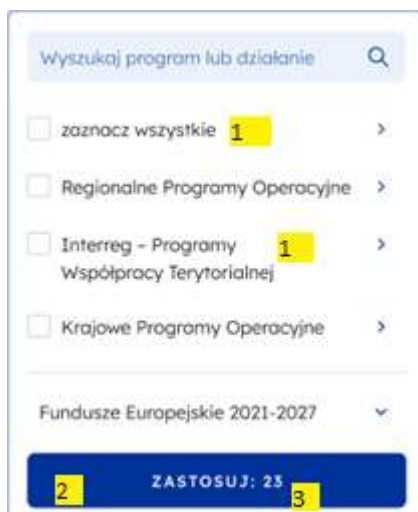 Wyszukaj program lub działanie
zaznacz wszystkie 1
Regionalne Programy Operacyjne
Interreg – Programy 1
Współpracy Terytorialnej
Krajowe Programy Operacyjne
Fundusze Europejskie 2021-2027
2 ZASTOSUJ: 23 3